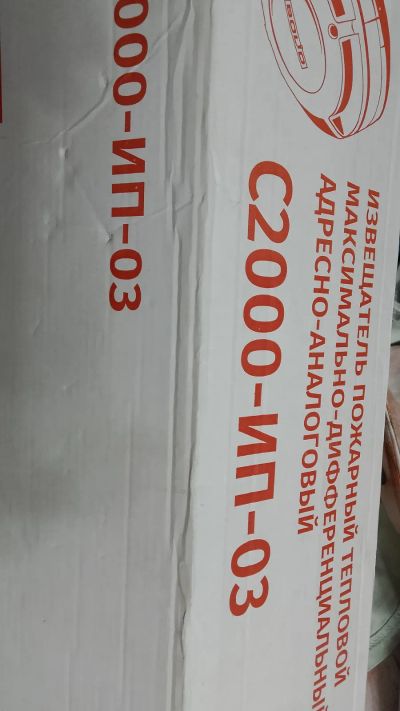 ИЗВЕЩАТЕЛЬ ПОЖАРНЫЙ ТЕПЛОВОЙ
МАКСИМАЛЬНО-ДИФФЕРЕНЦИАЛЬНЫЙ
АДРЕСНО-АНАЛОГОВЫЙ
С2000-ИП-03
000-ИП-03